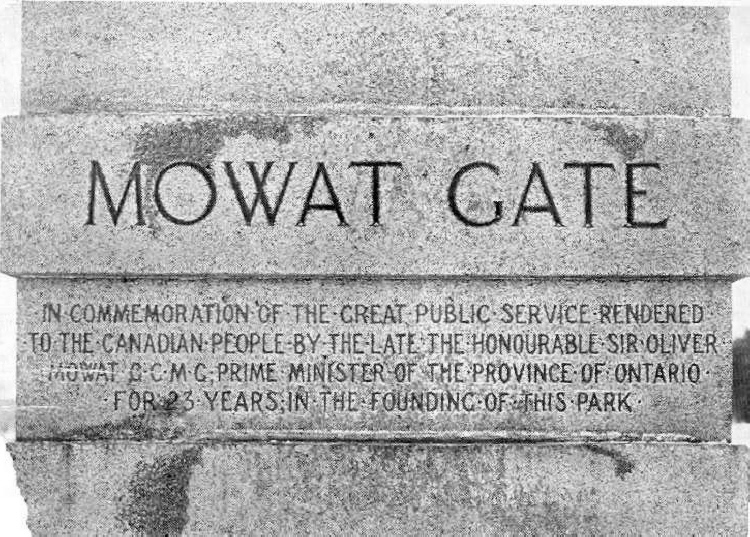 MOWAT GATE
IN COMMEMORATION OF THE·GREAT·PUBLIC·SERVICE·RENDERED
·TO·THE·CANADIAN·PEOPLE·BY·THE·LATE·THE·HONOURABLE·SIR·OLIVER·
MOWAT G·C·M·G, PRIME MINISTER OF·THE·PROVINCE·OF·ONTARIO·
·FOR·23·YEARS, IN·THE·FOUNDING·OF·THIS·PARK·